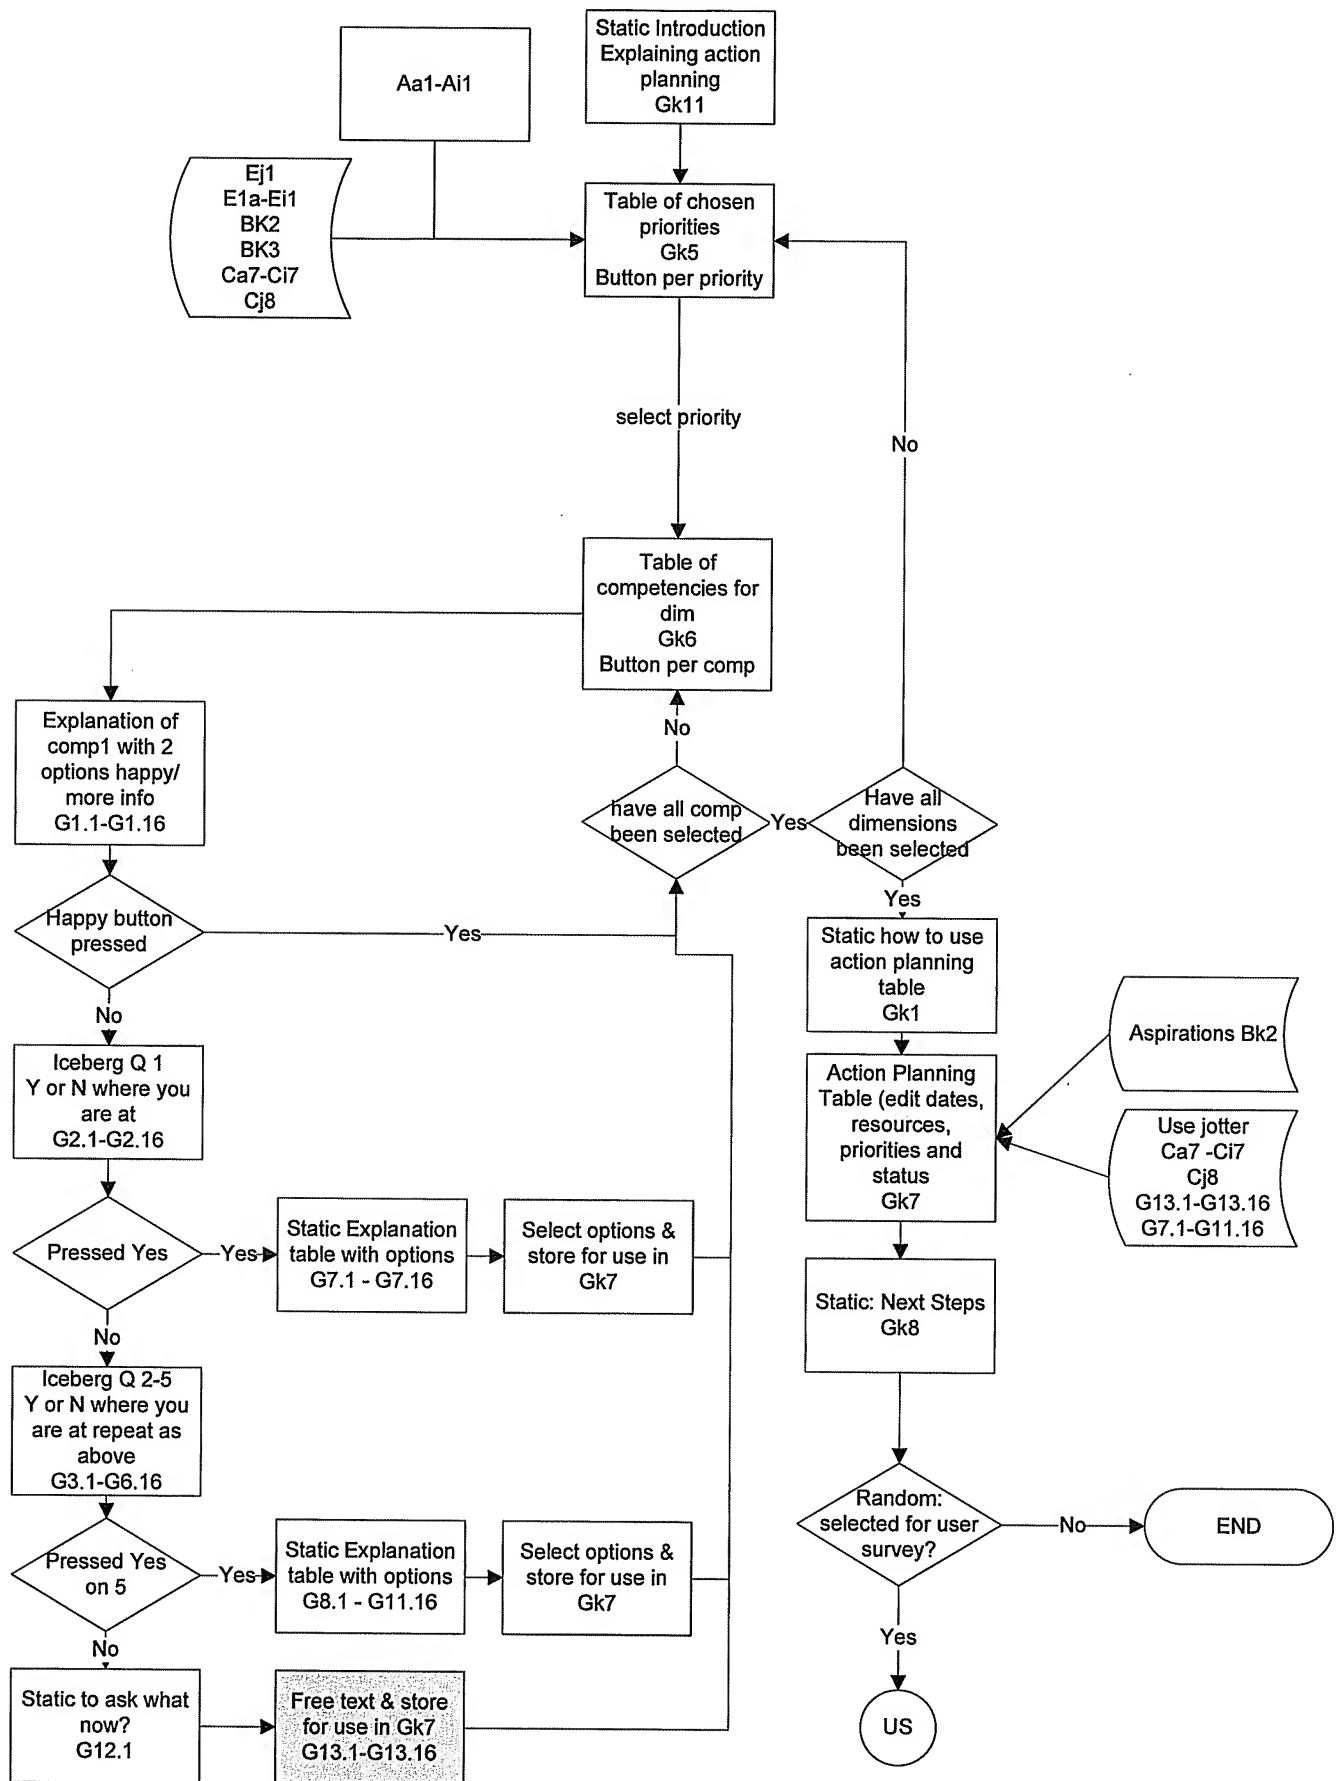 Static Introduction
Explaining action
planning
Gk11
Aa1-Ai1
Ej1
E1a-Ei1
BK2
BK3
Ca7-Ci7
Cj8
Table of chosen
priorities
Gk5
Button per priority
select priority
No
Table of
competencies for
dim
Gk6
Button per comp
No
Explanation of
comp1 with 2
options happy/
more info
G1.1-G1.16
have all comp
been selected
Yes
Have all
dimensions
been selected
Yes
Happy button
pressed
Yes
No
Static how to use
action planning
table
Gk1
Aspirations Bk2
Iceberg Q 1
Y or N where you
are at
G2.1-G2.16
Action Planning
Table (edit dates,
resources,
priorities and
status
Gk7
Use jotter
Ca7 -Ci7
Cj8
G13.1-G13.16
G7.1-G11.16
Pressed Yes
Yes
Static Explanation
table with options
G7.1 - G7.16
Select options &
store for use in
Gk7
No
Static: Next Steps
Gk8
Iceberg Q 2-5
Y or N where you
are at repeat as
above
G3.1-G6.16
Random:
selected for user
survey?
No
END
Pressed Yes
on 5
Yes
Static Explanation
table with options
G8.1 - G11.16
Select options &
store for use in
Gk7
No
Yes
Static to ask what
now?
G12.1
Free text & store
for use in Gk7
G13.1-G13.16
US